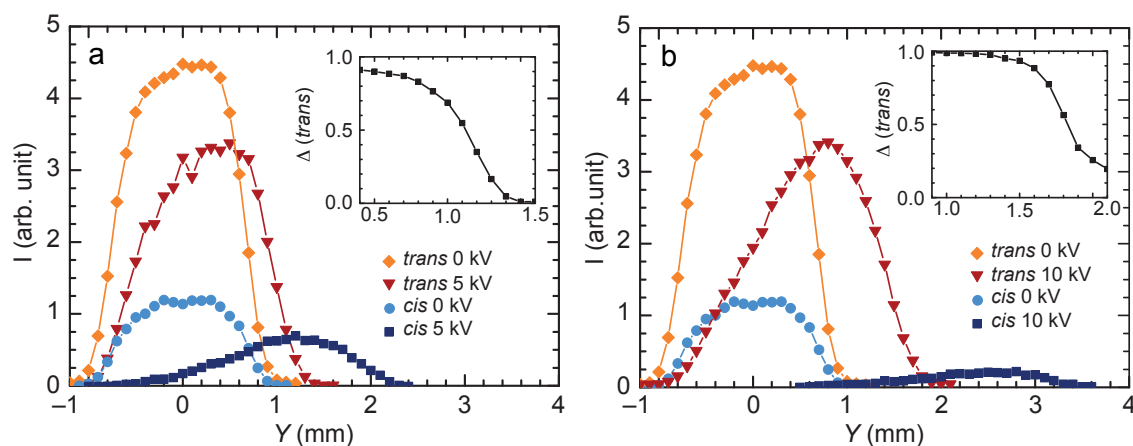 a
I (arb. unit)
5
4
3
2
1
0
–1
0
1
2
3
4
Y (mm)
Δ (trans)
1.0
0.5
0.0
0.5
1.0
1.5
trans 0 kV
trans 5 kV
cis 0 kV
cis 5 kV
b
I (arb.unit)
5
4
3
2
1
0
–1
0
1
2
3
4
Y (mm)
Δ (trans)
1.0
0.5
0.0
1.0
1.5
2.0
trans 0 kV
trans 10 kV
cis 0 kV
cis 10 kV